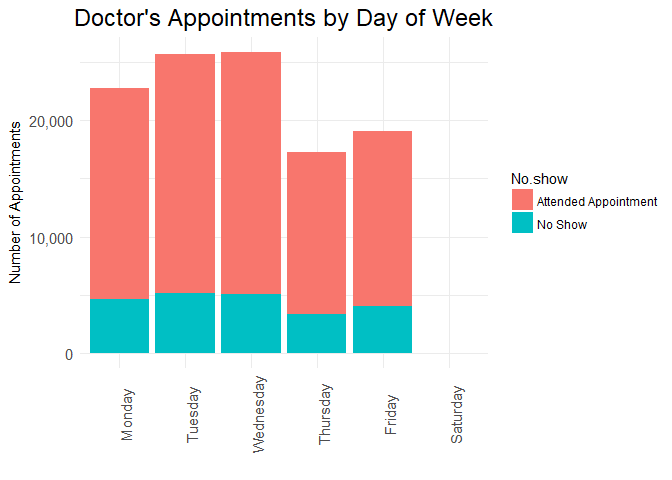 Doctor's Appointments by Day of Week
Number of Appointments
20,000
10,000
0
Monday
Tuesday
Wednesday
Thursday
Friday
Saturday
No.show
Attended Appointment
No Show